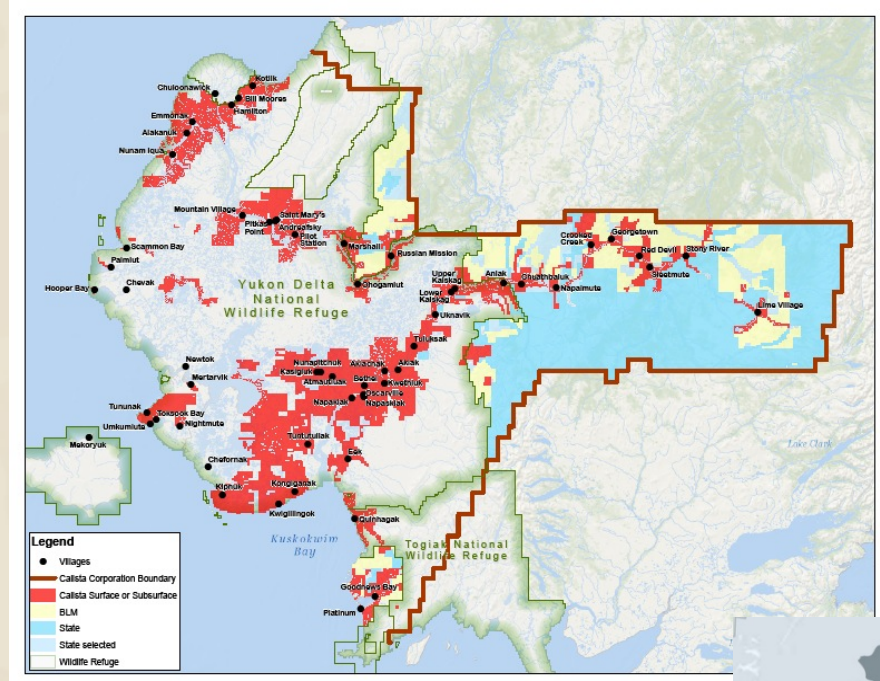 Kotlik
Chuloonawick
Bill Moores
Hamilton
Emmonak
Alakanuk
Nunam Iqua
Mountain Village
Saint Mary's
Pitkas
Point
Andreafsky
Pilot
Station
Marshall
Russian Mission
Ohogamiut
Scammon Bay
Paimiut
Hooper Bay
Chevak
Yukon Delta
National
Wildlife Refuge
Crooked
Creek
Georgetown
Red Devil
Stony River
Sleetmute
Upper
Kalskag
Lower
Kalskag
Aniak
Chuathbaluk
Napaimute
Lime Village
Uknavik
Tuluksak
Newtok
Mertarvik
Nunapitchuk
Kasigluk
Atmautluak
Akiachak
Akiak
Bethel
Kwethluk
Oscarville
Napakiak
Napaskiak
Tununak
Toksook Bay
Umkumiute
Nightmute
Mekoryuk
Tuntutuliak
Chefornak
Eek
Kipnuk
Kongiganak
Kwigillingok
Lake Clark
Quinhagak
Kuskokwim
Bay
Togiak National
Wildlife Refuge
Goodnews Bay
Platinum
Legend
Villages
Calista Corporation Boundary
Calista Surface or Subsurface
BLM
State
State selected
Wildlife Refuge